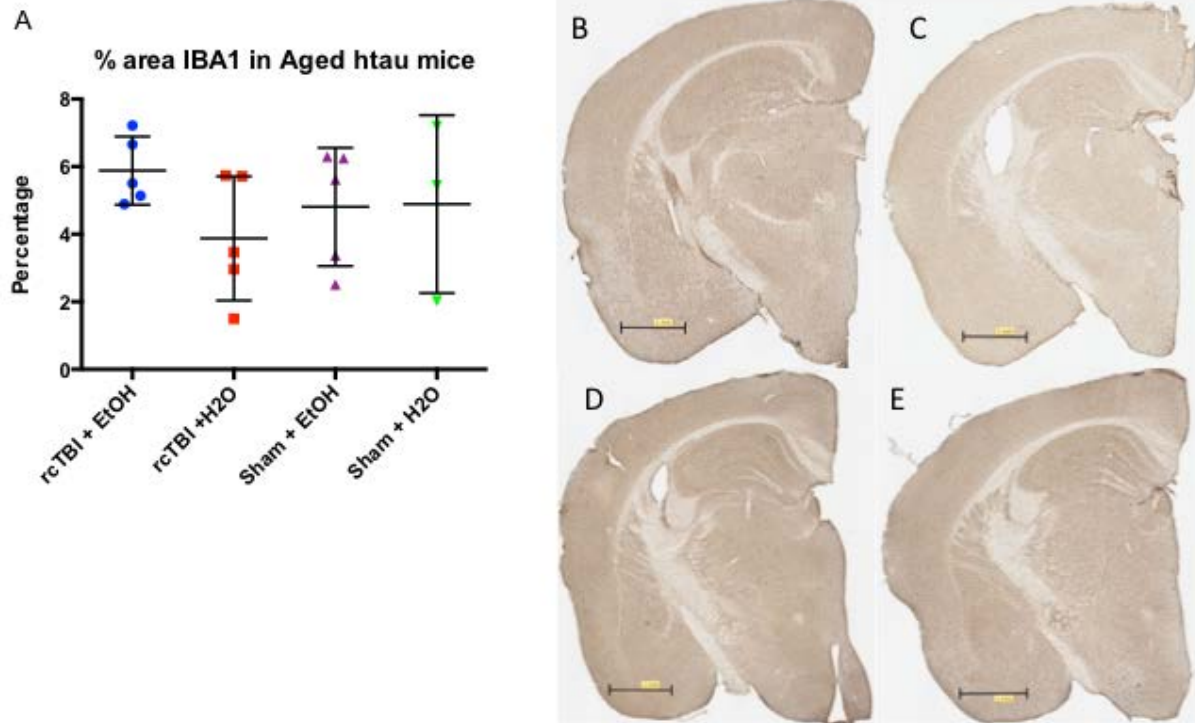 A
% area IBA1 in Aged htau mice
Percentage
8
6
4
2
0
rcTBI + EtOH
rcTBI +H2O
Sham + EtOH
Sham + H2O
B
C
D
E